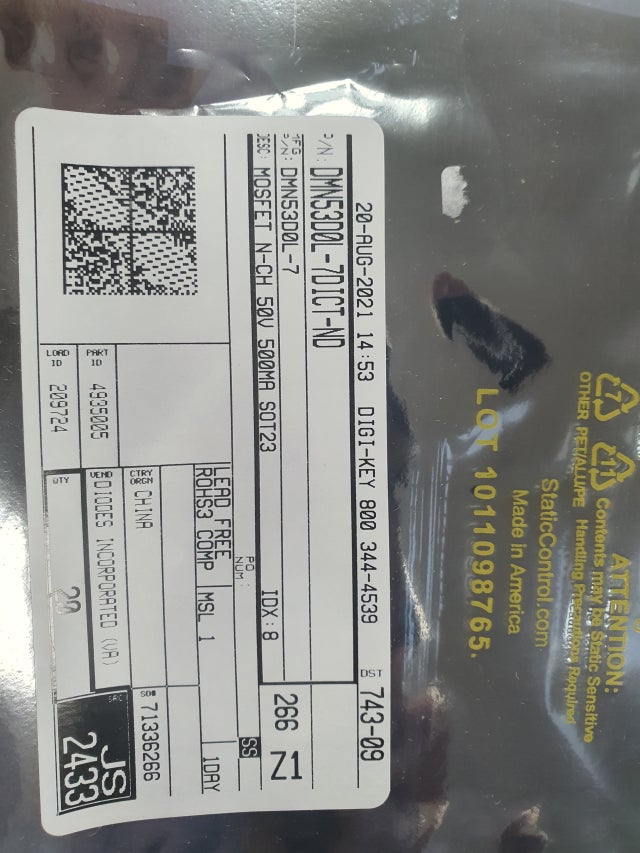 20-AUG-2021 14:53 DIGI-KEY 800 344-4539 DST 743-09
P/N: DMN53D0L-7DICT-ND
MFG P/N: DMN53D0L-7
DESC: MOSFET N-CH 50V 500MA SOT23
IDX: 8
266 Z1
PO NUM:
SS
LEAD FREE
ROHS3 COMP
MSL 1
1DAY
PART ID 4935005
LOAD ID 209724
CTRY ORGN CHINA
SO# 71336266
VEND DIODES INCORPORATED (VA)
QTY 20
SRC
JS
2433
ATTENTION:
Contents may be Static Sensitive
Handling Precautions Required
7
OTHER
11
PET/ALUPE
StaticControl.com
Made in America
LOT 1011098765.